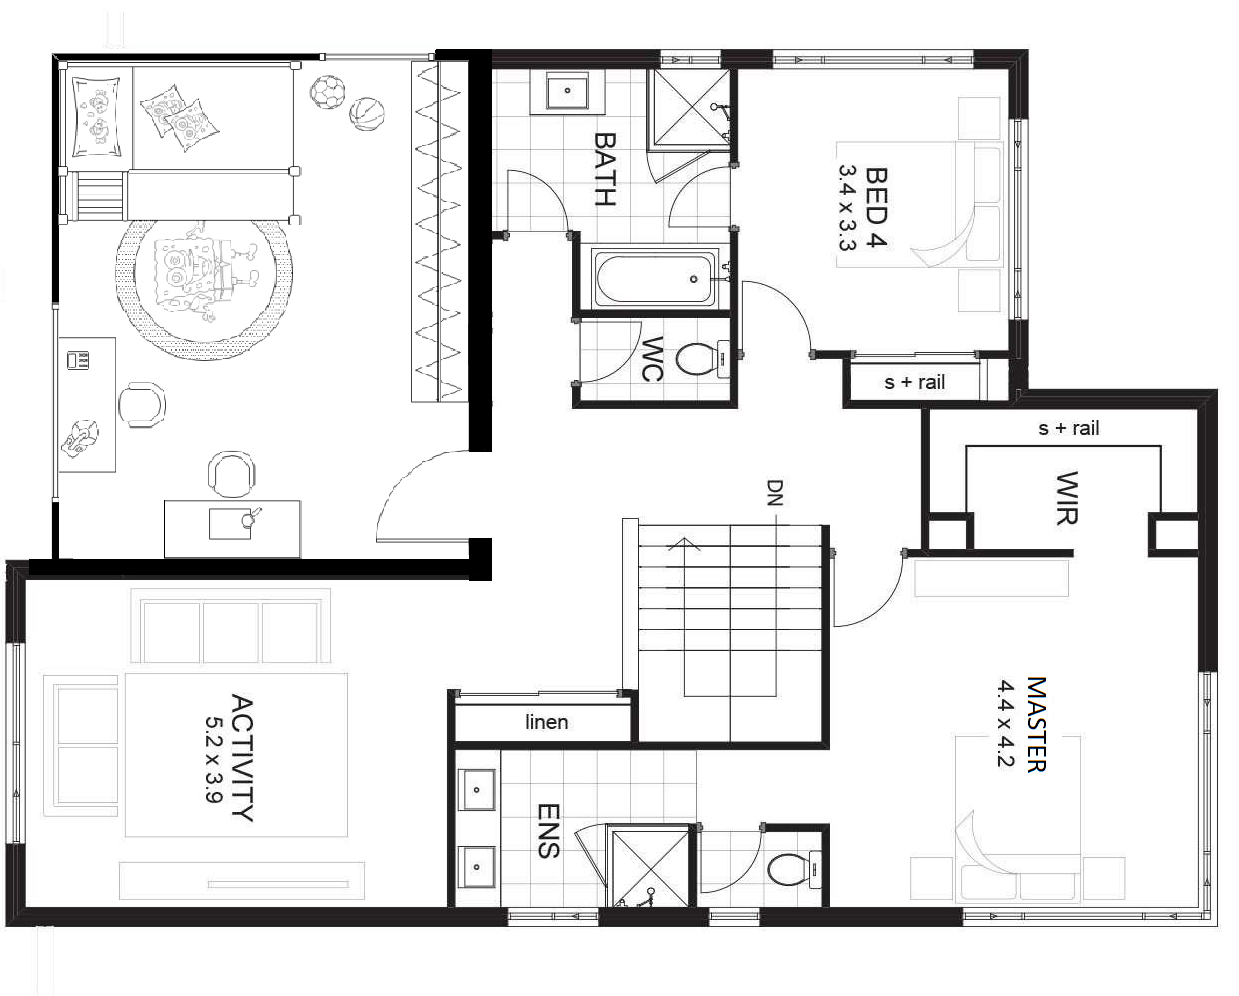 BATH
BED 4
3.4 x 3.3
WC
s + rail
s + rail
WIR
DN
MASTER
4.4 x 4.2
ACTIVITY
5.2 x 3.9
linen
ENS